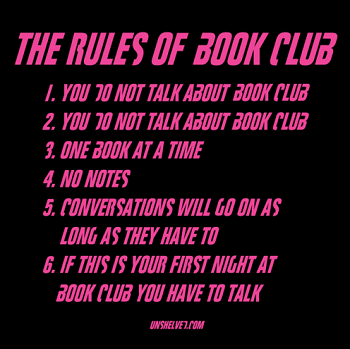 THE RULES OF BOOK CLUB
1. YOU DO NOT TALK ABOUT BOOK CLUB
2. YOU DO NOT TALK ABOUT BOOK CLUB
3. ONE BOOK AT A TIME
4. NO NOTES
5. CONVERSATIONS WILL GO ON AS
LONG AS THEY HAVE TO
6. IF THIS IS YOUR FIRST NIGHT AT
BOOK CLUB YOU HAVE TO TALK
UNSHELVED.COM